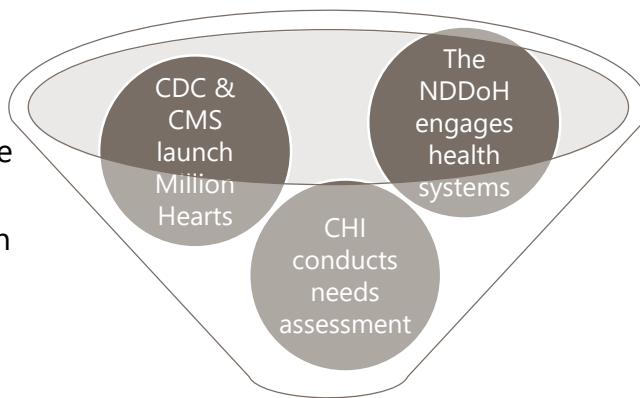 CDC &
CMS
launch
Million
Hearts
The
NDDoH
engages
health
systems
CHI
conducts
needs
assessment